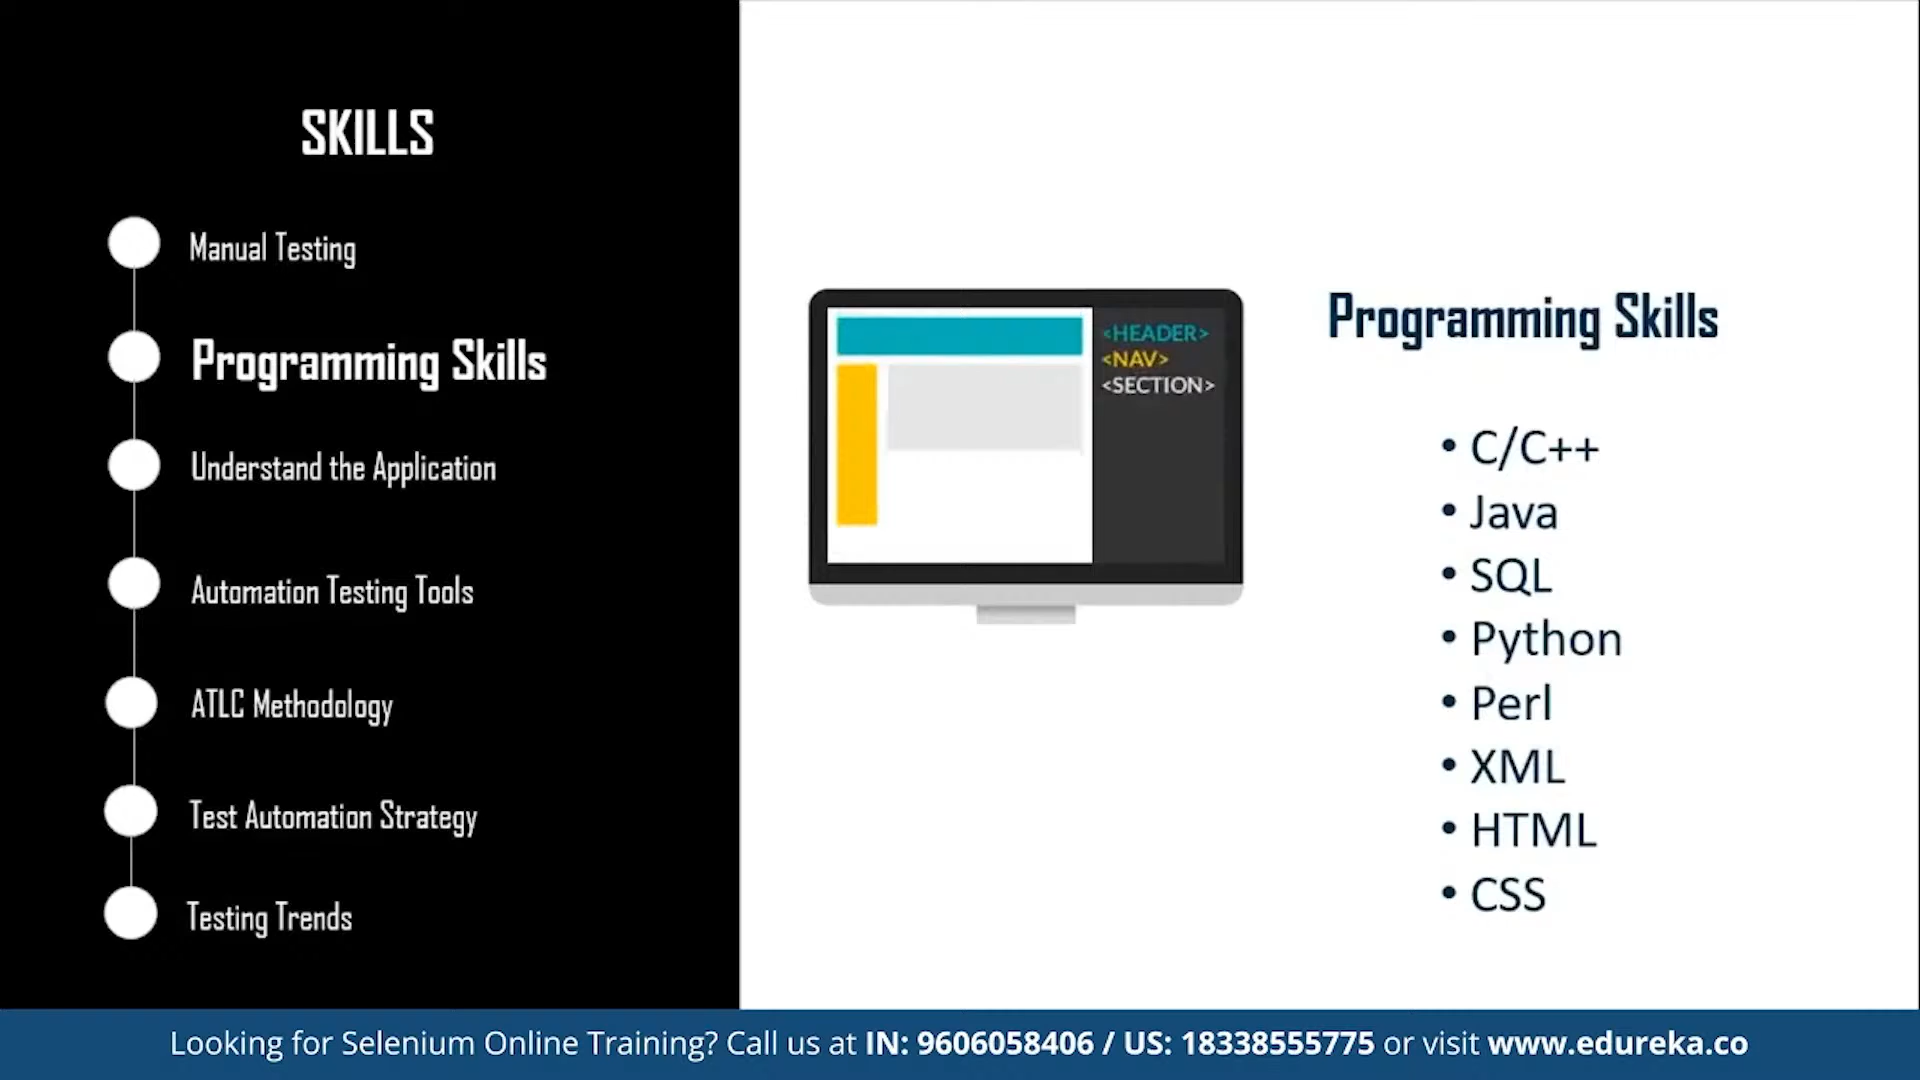 SKILLS
Manual Testing
Programming Skills
Understand the Application
Automation Testing Tools
ATLC Methodology
Test Automation Strategy
Testing Trends
<HEADER>
<NAV>
<SECTION>
Programming Skills
• C/C++
• Java
• SQL
• Python
• Perl
• XML
• HTML
• CSS
Looking for Selenium Online Training? Call us at IN: 9606058406 / US: 18338555775 or visit www.edureka.co